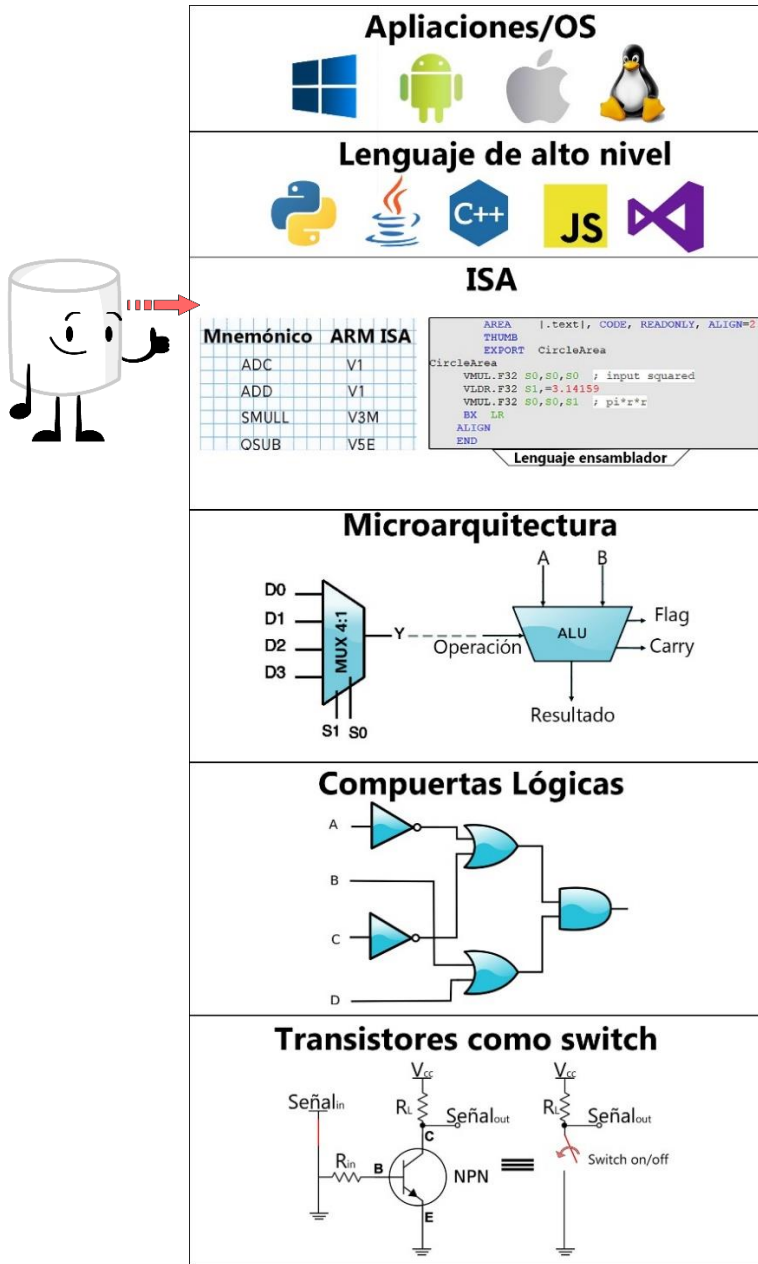 Apliaciones/OS
Lenguaje de alto nivel
C++
JS
ISA
Mnemónico ARM ISA
ADC V1
ADD V1
SMULL V3M
QSUB V5E
AREA |.text|, CODE, READONLY, ALIGN=2
THUMB
EXPORT CircleArea
CircleArea
VMUL.F32 S0,S0,S0 ; input squared
VLDR.F32 S1,=3.14159
VMUL.F32 S0,S0,S1 ; pi*r*r
BX LR
ALIGN
END
Lenguaje ensamblador
Microarquitectura
D0
D1
D2
D3
MUX 4:1
S1 S0
Y
Operación
A B
ALU
Flag
Carry
Resultado
Compuertas Lógicas
A
B
C
D
Transistores como switch
Señalin
Rin
B
Vcc
RL
Señalout
C
NPN
E
Vcc
RL
Señalout
Switch on/off